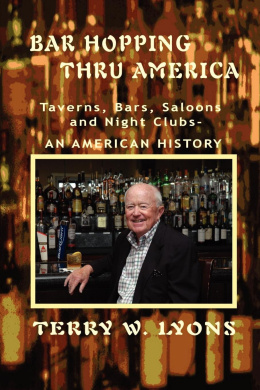 BAR HOPPING
THRU AMERICA
Taverns, Bars, Saloons
and Night Clubs-
AN AMERICAN HISTORY
TERRY W. LYONS